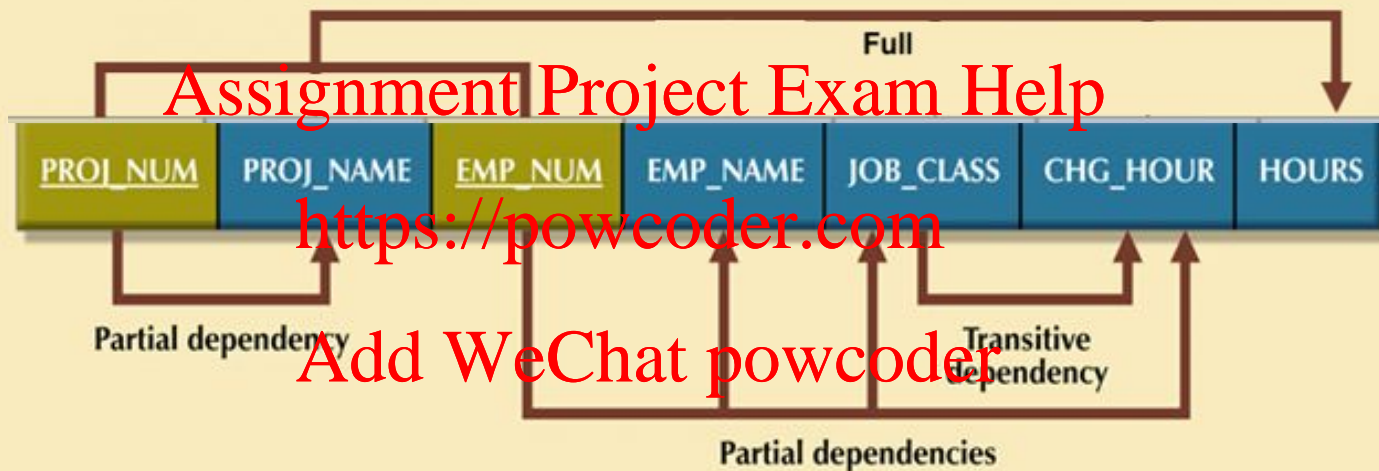 Full
Assignment Project Exam Help
PROJ_NUM PROJ_NAME EMP_NUM EMP_NAME JOB_CLASS CHG_HOUR HOURS
https://powcoder.com
Partial dependency
Transitive
dependency
Add WeChat powcoder
Partial dependencies